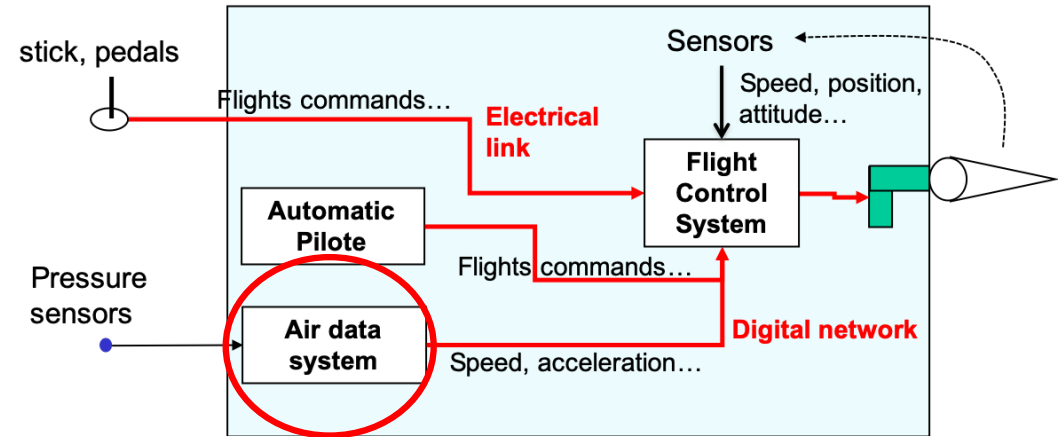 stick, pedals
Flights commands…
Electrical
link
Sensors
Speed, position,
attitude…
Flight
Control
System
Automatic
Pilote
Flights commands…
Pressure
sensors
Air data
system
Speed, acceleration…
Digital network